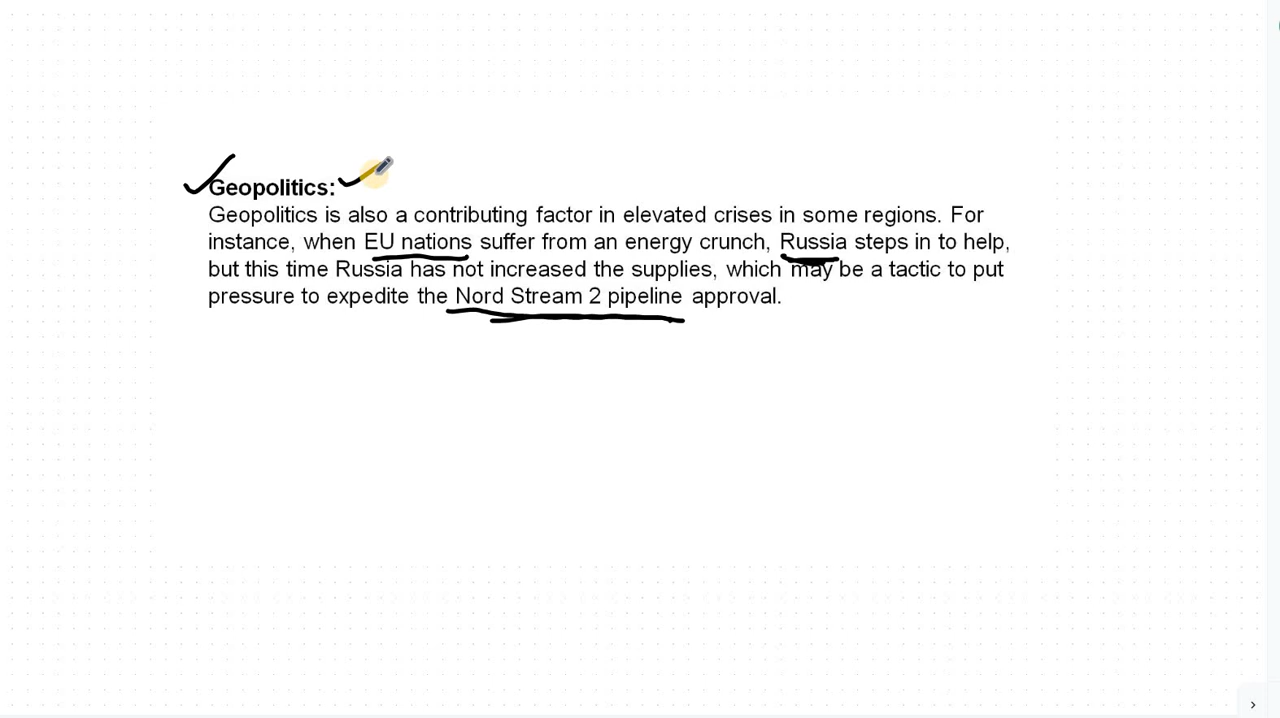 Geopolitics:
Geopolitics is also a contributing factor in elevated crises in some regions. For
instance, when EU nations suffer from an energy crunch, Russia steps in to help,
but this time Russia has not increased the supplies, which may be a tactic to put
pressure to expedite the Nord Stream 2 pipeline approval.